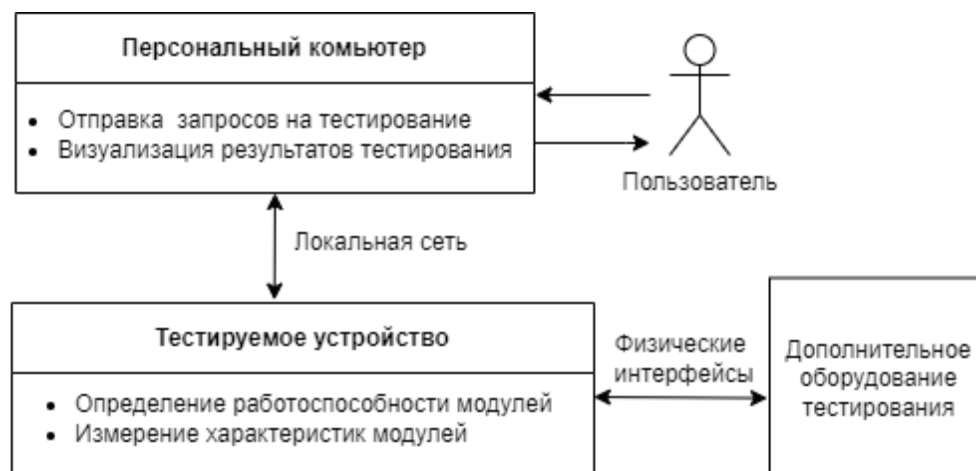 Персональный комьютер
• Отправка запросов на тестирование
• Визуализация результатов тестирования
Пользователь
Локальная сеть
Тестируемое устройство
• Определение работоспособности модулей
• Измерение характеристик модулей
Физические
интерфейсы
Дополнительное
оборудование
тестирования